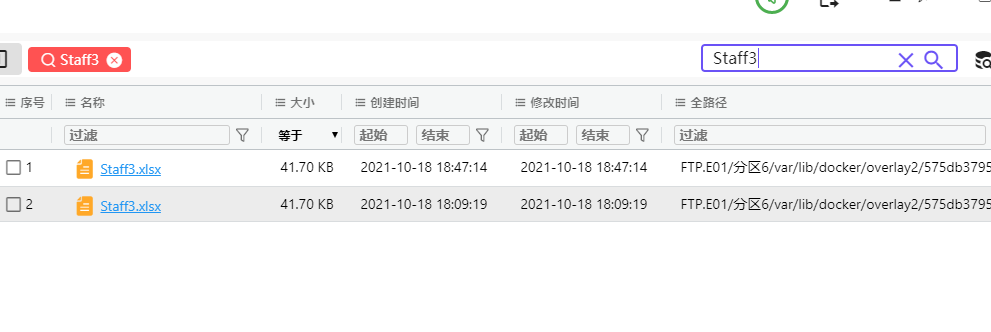 Staff3 Staff3
序号 名称 大小 创建时间 修改时间 全路径
过滤 等于 起始 结束 起始 结束 过滤
1 Staff3.xlsx 41.70 KB 2021-10-18 18:47:14 2021-10-18 18:47:14 FTP.E01/分区6/var/lib/docker/overlay2/575db3795
2 Staff3.xlsx 41.70 KB 2021-10-18 18:09:19 2021-10-18 18:09:19 FTP.E01/分区6/var/lib/docker/overlay2/575db3795